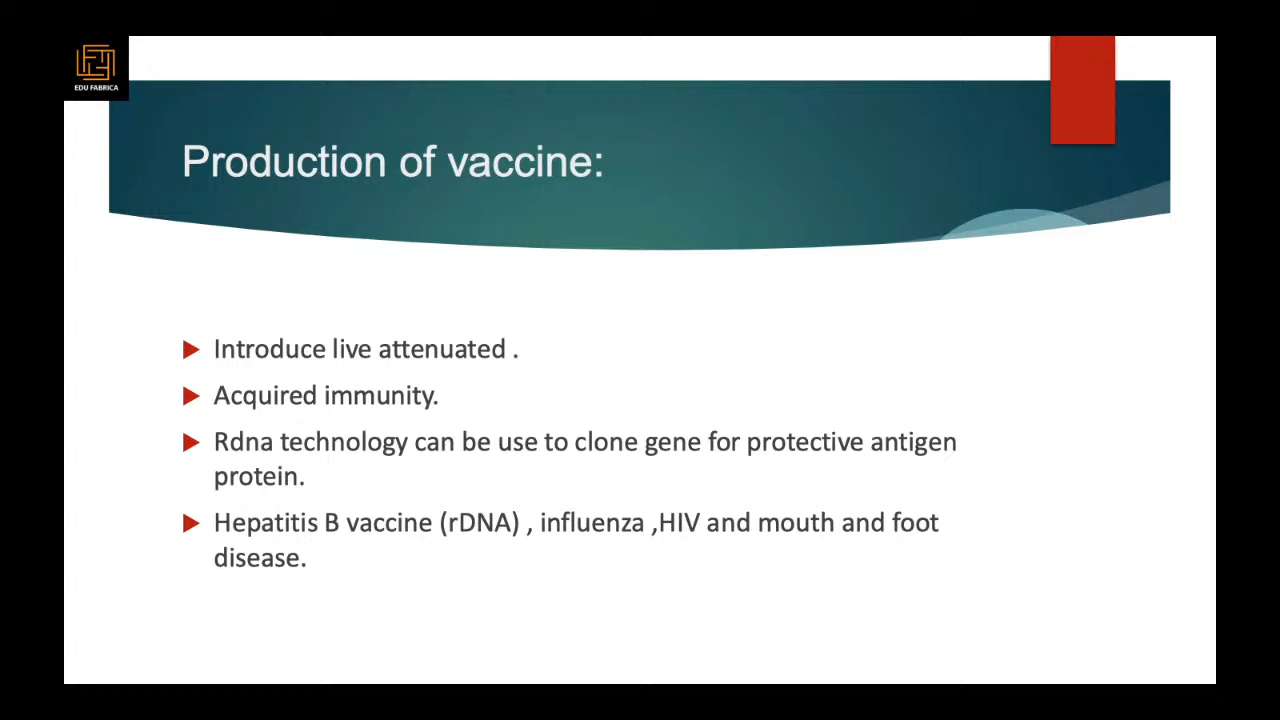 EDU FABRICA
Production of vaccine:
Introduce live attenuated .
Acquired immunity.
Rdna technology can be use to clone gene for protective antigen
protein.
Hepatitis B vaccine (rDNA) , influenza ,HIV and mouth and foot
disease.